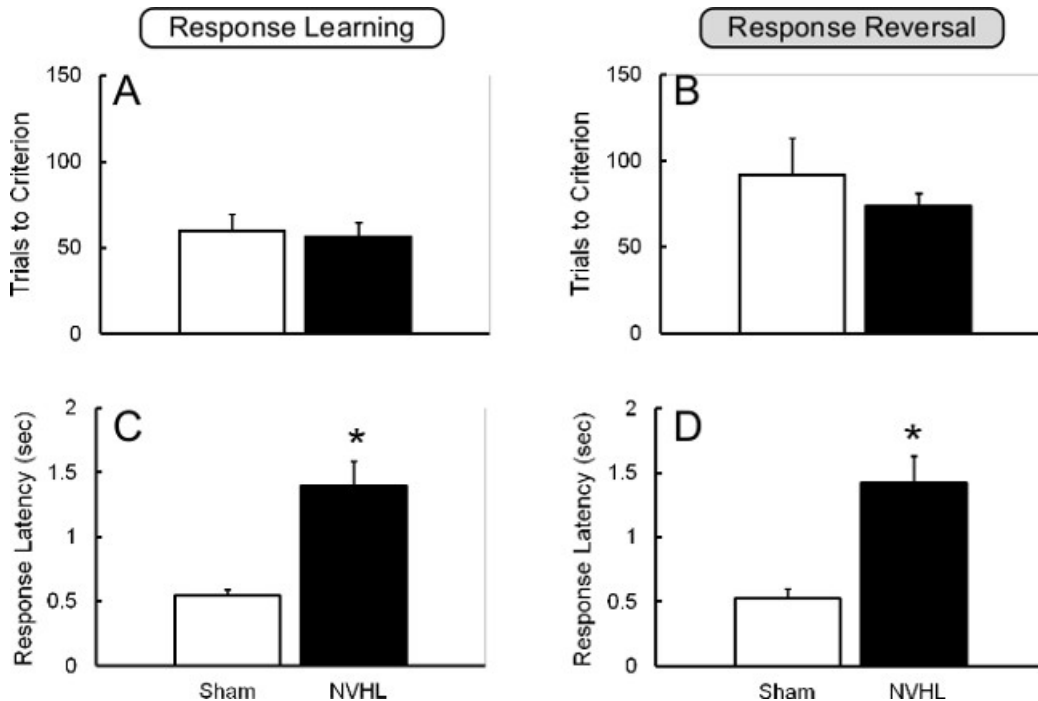 Response Learning
Response Reversal
A
Trials to Criterion
150
100
50
0
B
Trials to Criterion
150
100
50
0
C
Response Latency (sec)
2
1.5
1
0.5
0
*
Sham NVHL
D
Response Latency (sec)
2
1.5
1
0.5
0
*
Sham NVHL